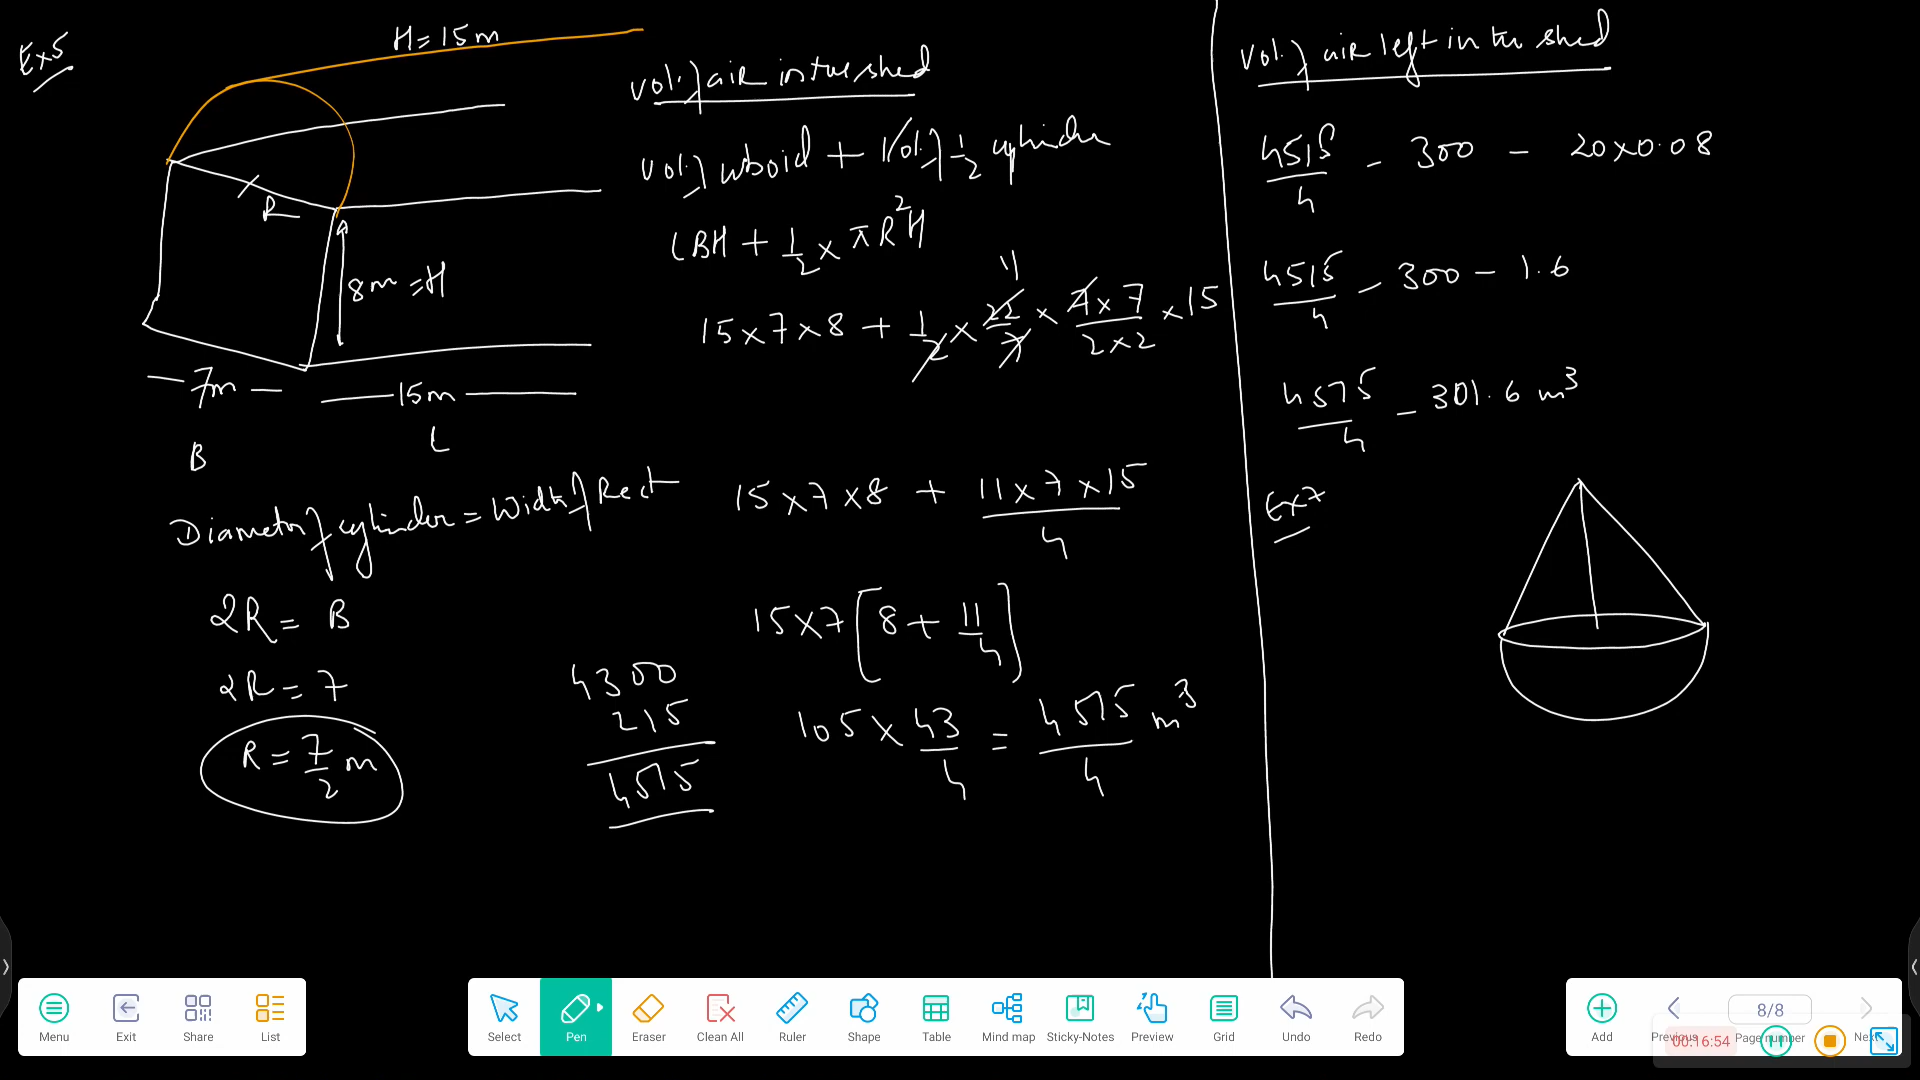 Ex5
H = 15m
R
8m = H
7m
15m
B
L
Diameter of cylinder = Width of Rect
2R = B
2R = 7
R = 7/2 m
vol. of air in the shed
vol. of cuboid + Vol. of 1/2 cylinder
LBH + 1/2 × πR²H
11
15×7×8 + 1/2 × 22/7 × 7×7/2×2 ×15
15×7×8 + 11×7×15/4
15×7[8 + 11/4]
4300
215
4515
105 × 43/4 = 4515/4 m³
Vol. of air left in the shed
4515/4 - 300 - 20×0.08
4515/4 - 300 - 1.6
4515/4 - 301.6 m³
Ex7
Menu
Exit
Share
List
Select
Pen
Eraser
Clean All
Ruler
Shape
Table
Mind map
Sticky-Notes
Preview
Grid
Undo
Redo
Add
8/8
Page number
00:16:54